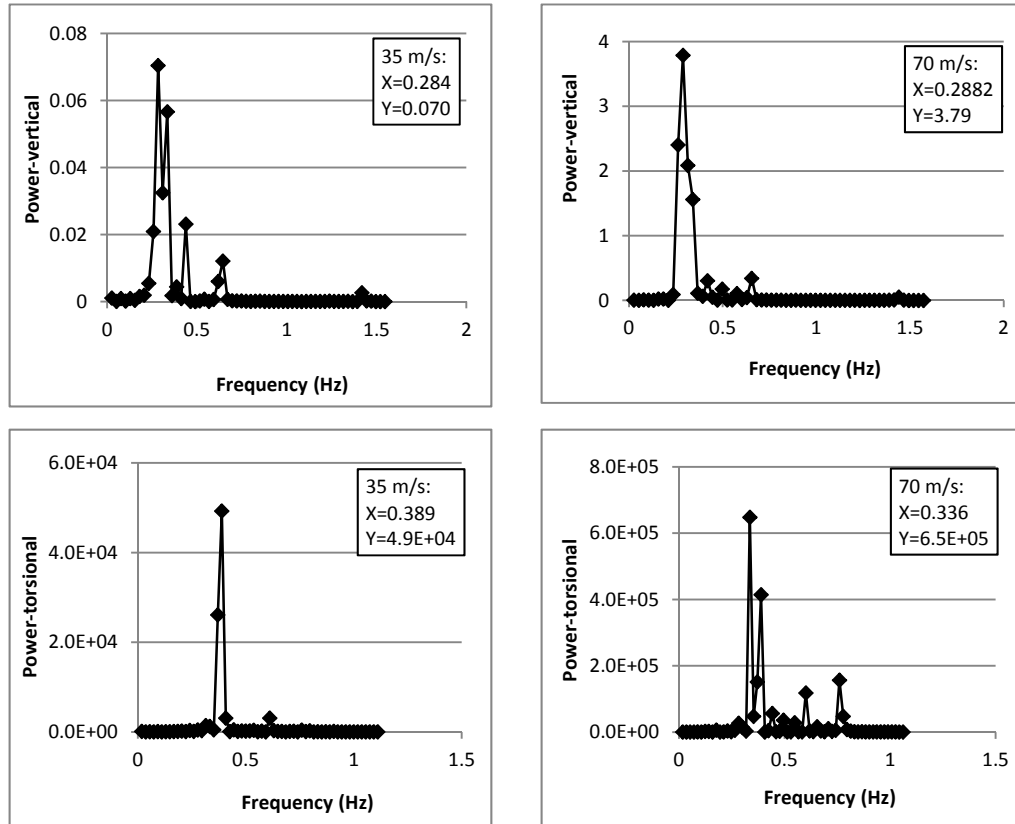 0.08
0.06
0.04
0.02
0
0
0.5
1
1.5
2
Power-vertical
Frequency (Hz)
35 m/s:
X=0.284
Y=0.070
4
3
2
1
0
0
0.5
1
1.5
2
Power-vertical
Frequency (Hz)
70 m/s:
X=0.2882
Y=3.79
6.0E+04
4.0E+04
2.0E+04
0.0E+00
0
0.5
1
1.5
Power-torsional
Frequency (Hz)
35 m/s:
X=0.389
Y=4.9E+04
8.0E+05
6.0E+05
4.0E+05
2.0E+05
0.0E+00
0
0.5
1
1.5
Power-torsional
Frequency (Hz)
70 m/s:
X=0.336
Y=6.5E+05